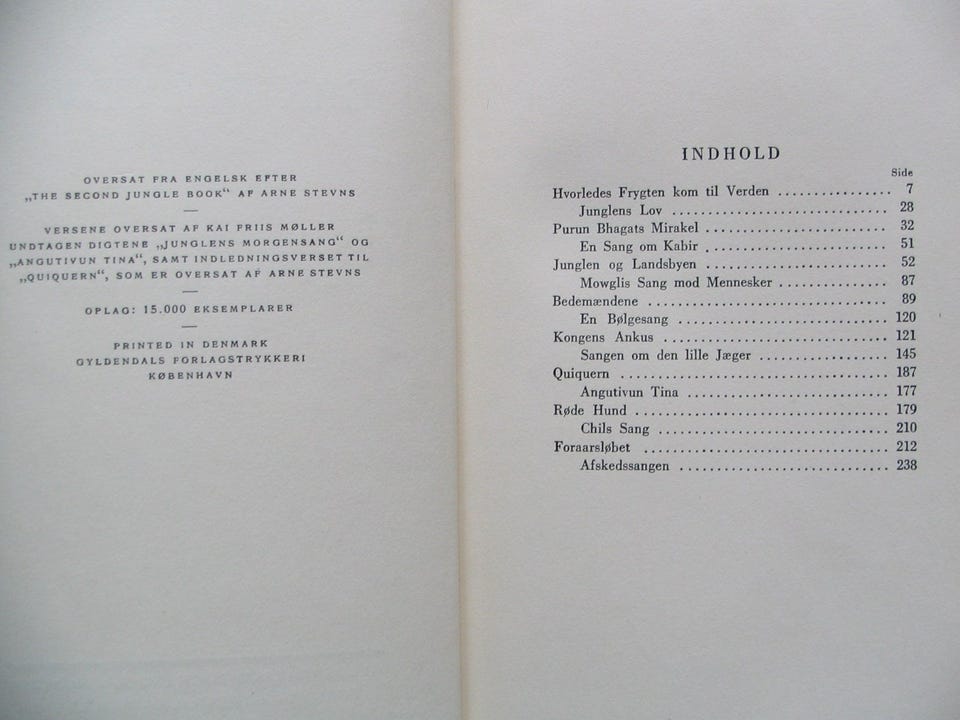 OVERSAT FRA ENGELSK EFTER
„THE SECOND JUNGLE BOOK“ AF ARNE STEVNS
—
VERSENE OVERSAT AF KAI FRIIS MØLLER
UNDTAGEN DIGTENE „JUNGLENS MORGENSANG“ OG
„ANGUTIVUN TINA“, SAMT INDLEDNINGSVERSET TIL
„QUIQUERN“, SOM ER OVERSAT AF ARNE STEVNS
—
OPLAG: 15.000 EKSEMPLARER
—
PRINTED IN DENMARK
GYLDENDALS FORLAGSTRYKKERI
KØBENHAVN
INDHOLD
Side
Hvorledes Frygten kom til Verden ................ 7
Junglens Lov .............................. 28
Purun Bhagats Mirakel ......................... 32
En Sang om Kabir .......................... 51
Junglen og Landsbyen .......................... 52
Mowglis Sang mod Mennesker ............... 87
Bedemændene ................................. 89
En Bølgesang ............................. 120
Kongens Ankus ............................... 121
Sangen om den lille Jæger .................. 145
Quiquern .................................... 187
Angutivun Tina ............................ 177
Røde Hund ................................... 179
Chils Sang ................................ 210
Foraarsløbet ................................. 212
Afskedssangen ............................. 238